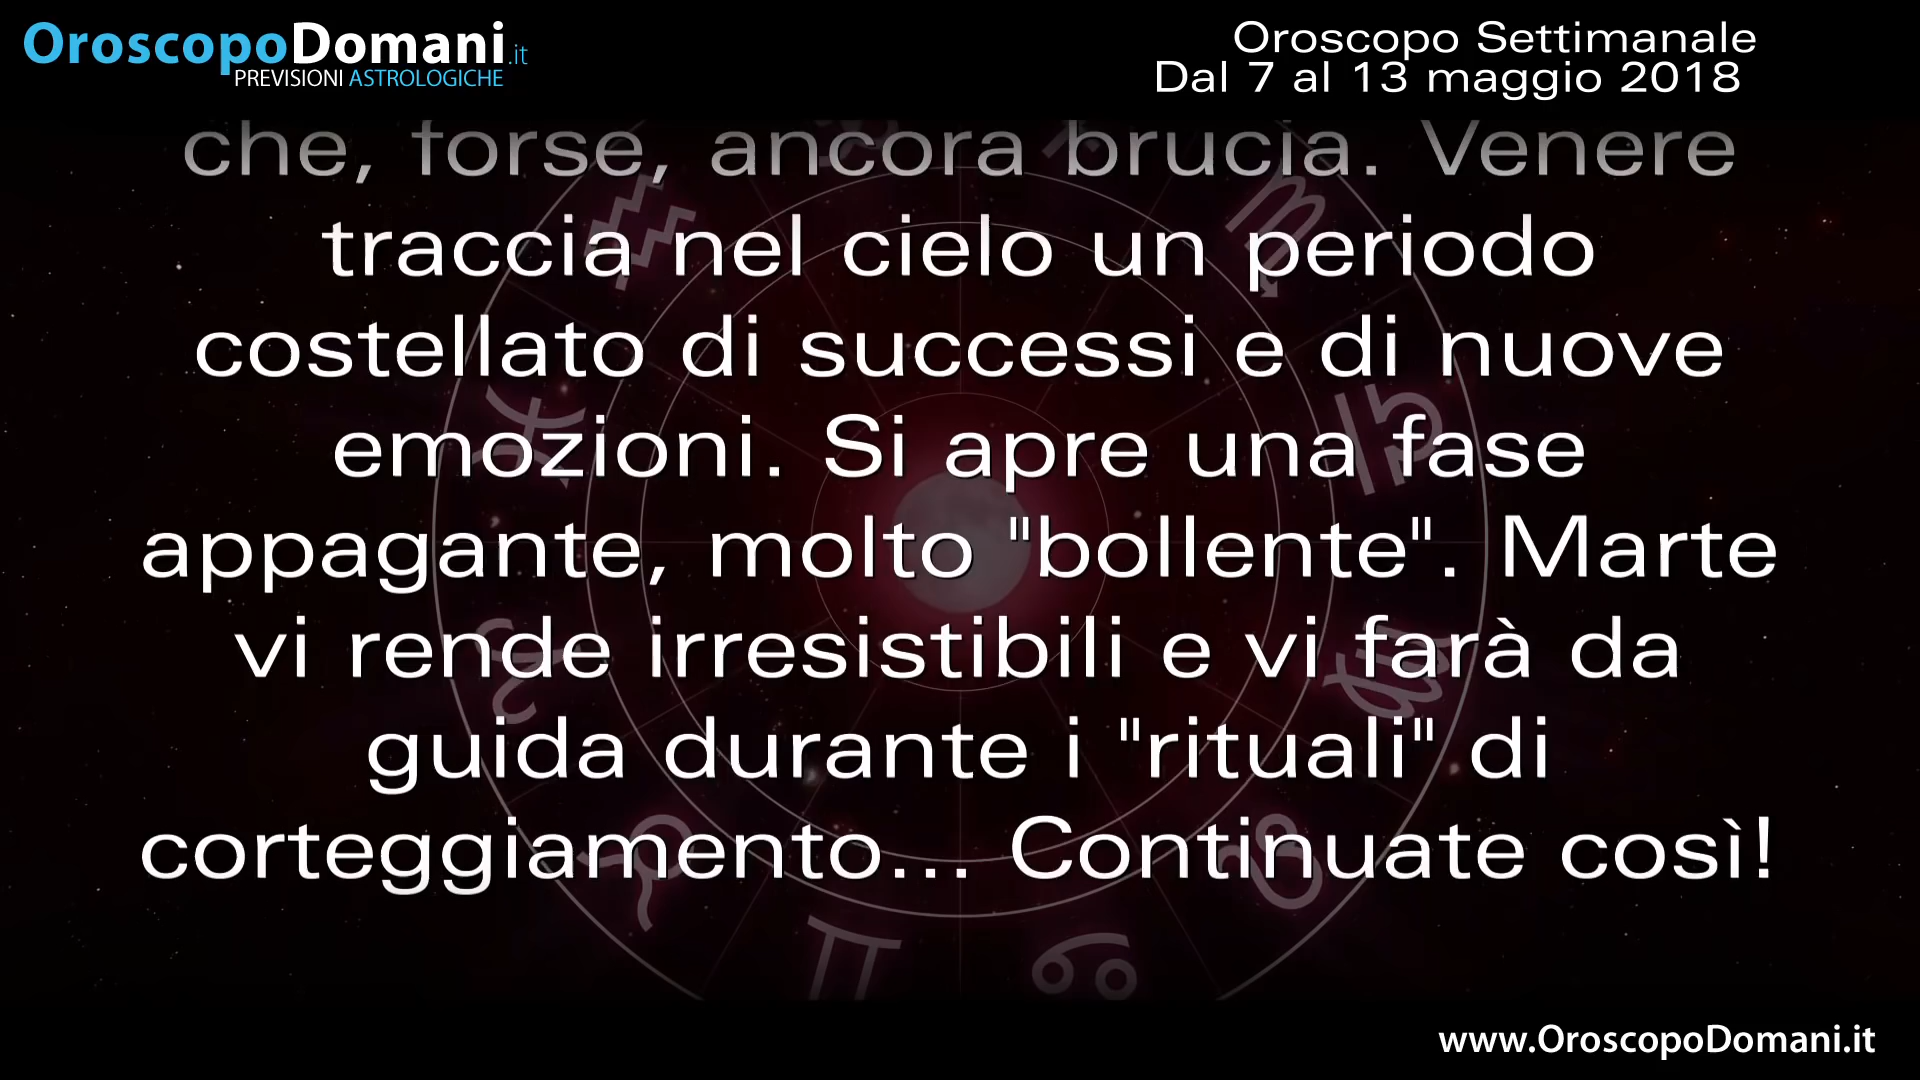 OroscopoDomani.it
PREVISIONI ASTROLOGICHE
Oroscopo Settimanale
Dal 7 al 13 maggio 2018
che, forse, ancora brucia. Venere
traccia nel cielo un periodo
costellato di successi e di nuove
emozioni. Si apre una fase
appagante, molto "bollente". Marte
vi rende irresistibili e vi farà da
guida durante i "rituali" di
corteggiamento... Continuate così!
www.OroscopoDomani.it